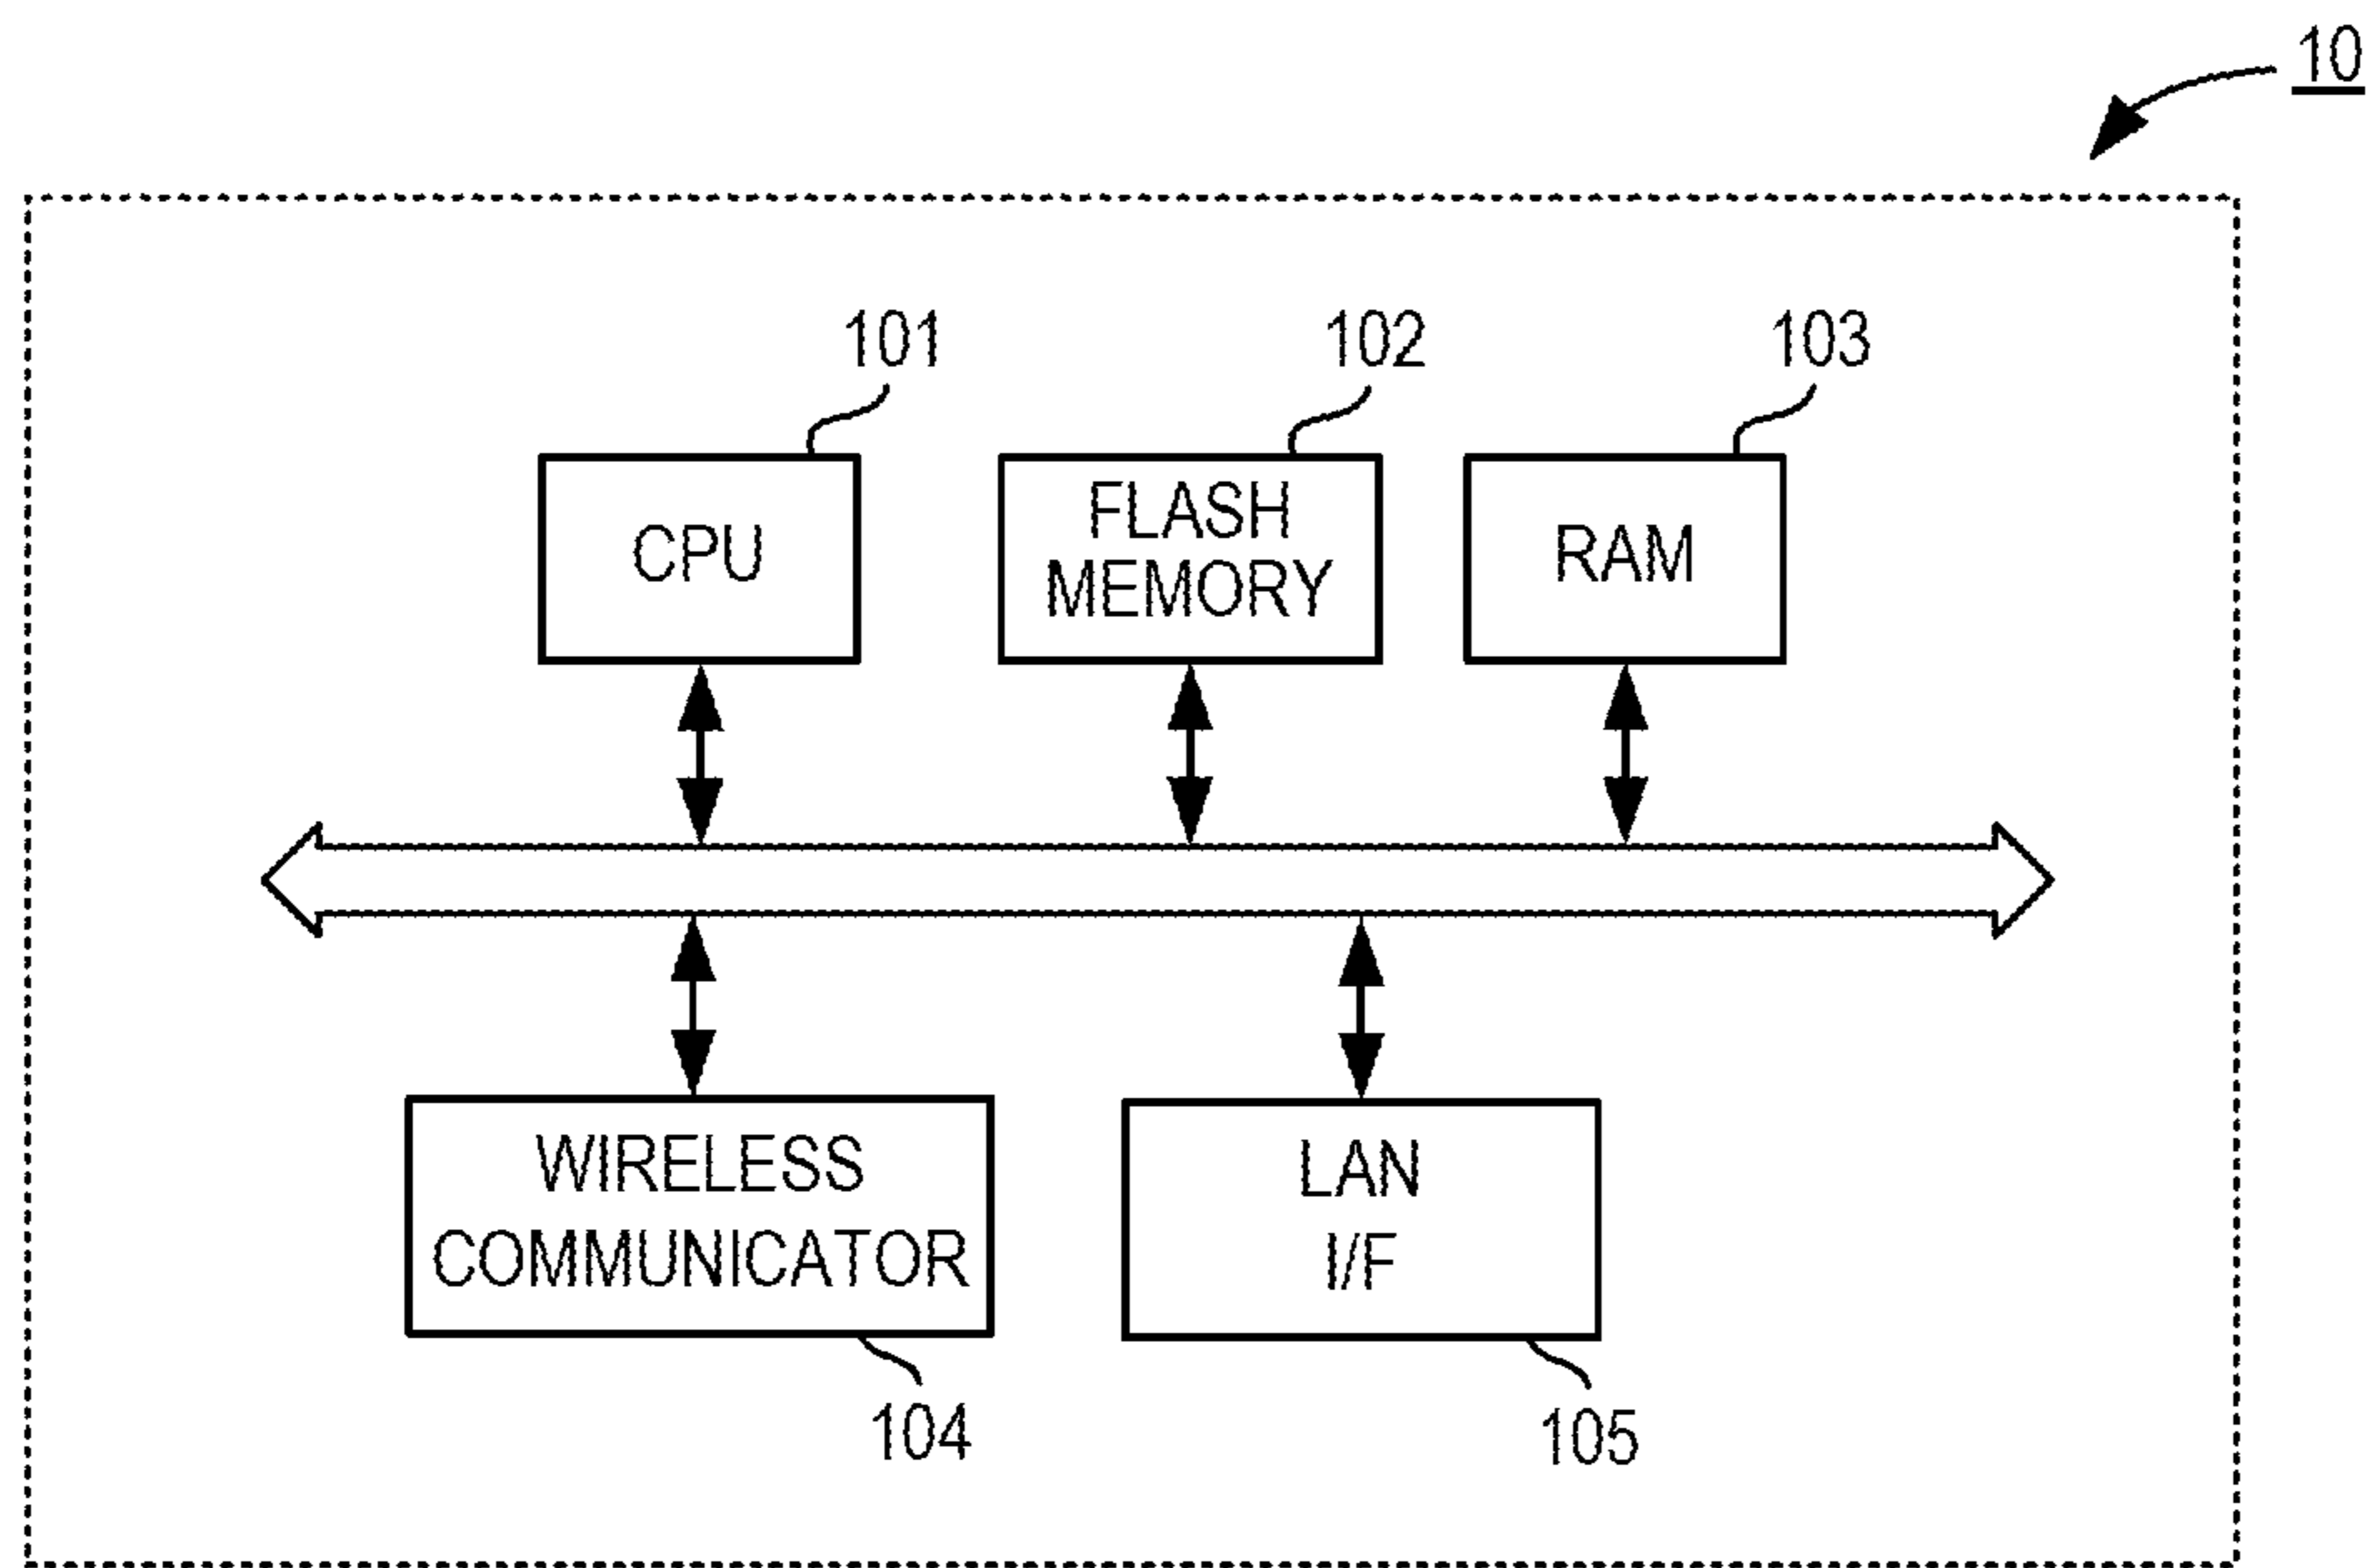 10
101
102
103
CPU
FLASH
MEMORY
RAM
WIRELESS
COMMUNICATOR
LAN
I/F
104
105